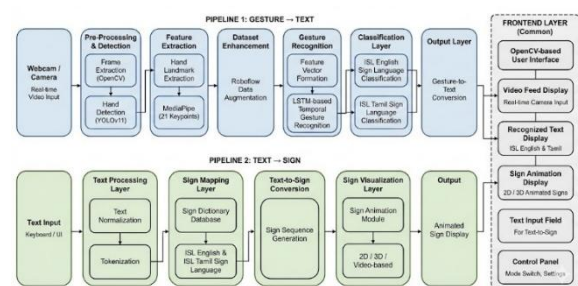 PIPELINE 1: GESTURE → TEXT
Webcam /
Camera
Real-time
Video Input
Pre-Processing
& Detection
Frame
Extraction
(OpenCV)
Hand
Detection
(YOLOv11)
Feature
Extraction
Hand
Landmark
Extraction
MediaPipe
(21 Keypoints)
Dataset
Enhancement
Roboflow
Data
Augmentation
Gesture
Recognition
Feature
Vector
Formation
LSTM-based
Temporal
Gesture
Recognition
Classification
Layer
ISL English
Sign Language
Classification
ISL Tamil Sign
Language
Classification
Output Layer
Gesture-to-
Text
Conversion
PIPELINE 2: TEXT → SIGN
Text Input
Keyboard / UI
Text Processing
Layer
Text
Normalization
Tokenization
Sign Mapping
Layer
Sign Dictionary
Database
ISL English &
ISL Tamil Sign
Language
Text-to-Sign
Conversion
Sign Sequence
Generation
Sign Visualization
Layer
Sign Animation
Module
2D / 3D /
Video-based
Output
Animated
Sign Display
FRONTEND LAYER
(Common)
OpenCV-based
User Interface
Video Feed Display
Real-time Camera Input
Recognized Text
Display
ISL English & Tamil
Sign Animation
Display
2D / 3D Animated Signs
Text Input Field
For Text-to-Sign
Control Panel
Mode Switch, Settings